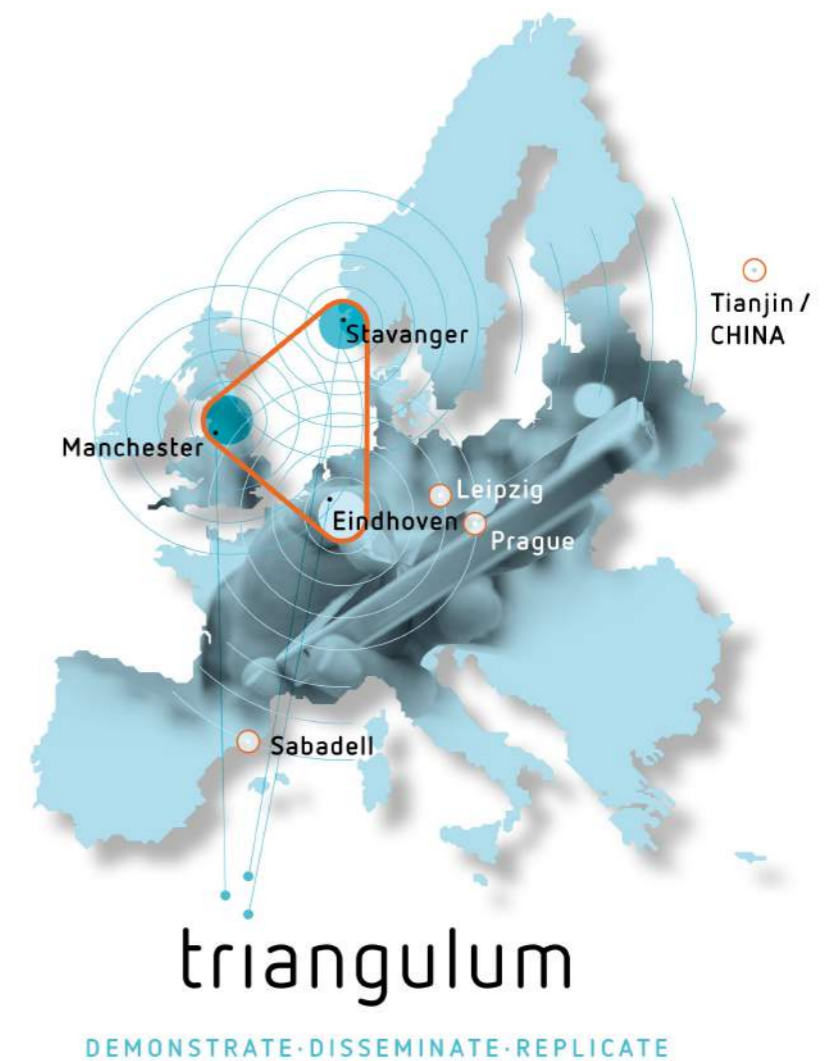 Tianjin /
CHINA
Stavanger
Manchester
Leipzig
Eindhoven
Prague
Sabadell
triangulum
DEMONSTRATE·DISSEMINATE·REPLICATE